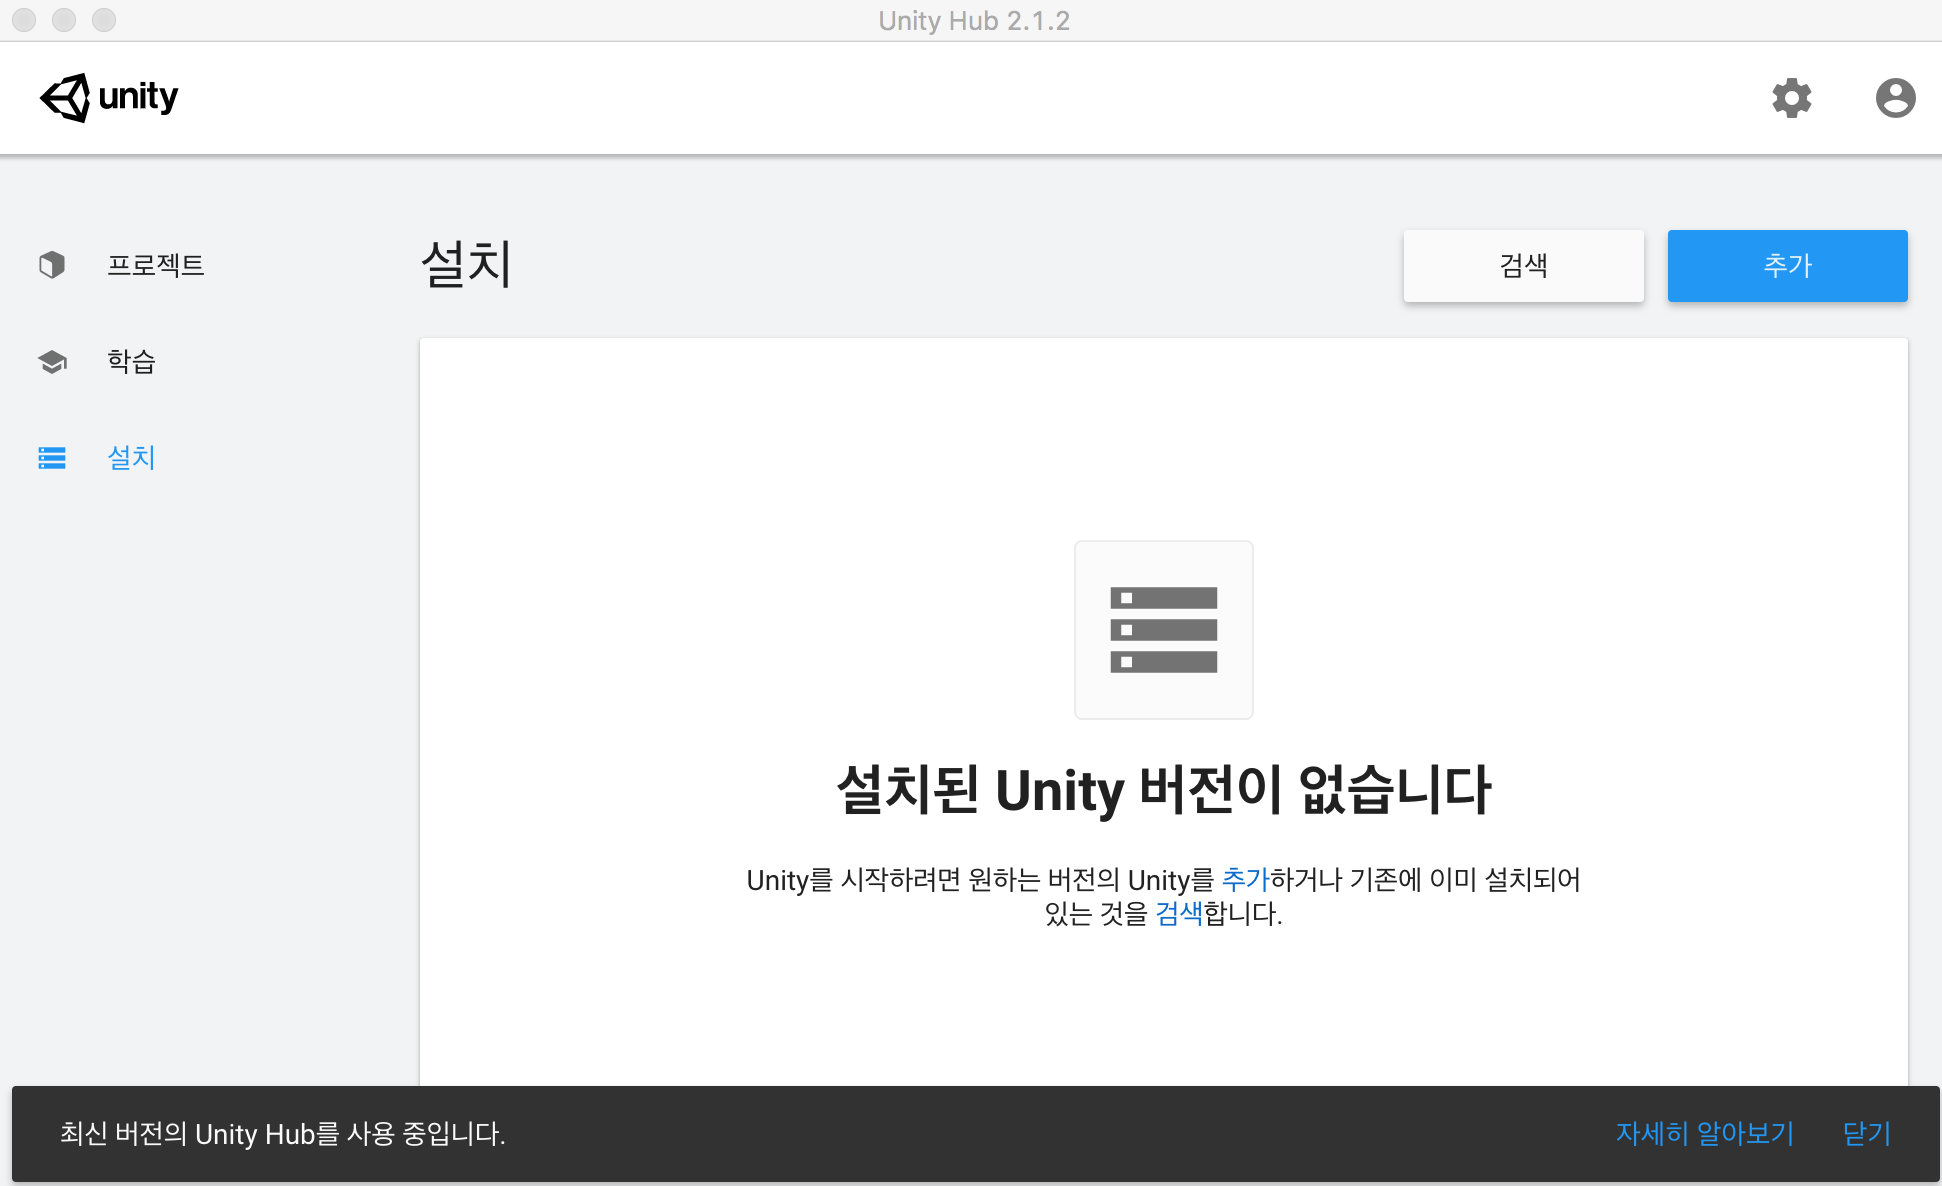 Unity Hub 2.1.2
unity
프로젝트
학습
설치
설치
검색
추가
설치된 Unity 버전이 없습니다
Unity를 시작하려면 원하는 버전의 Unity를 추가하거나 기존에 이미 설치되어
있는 것을 검색합니다.
최신 버전의 Unity Hub를 사용 중입니다.
자세히 알아보기
닫기